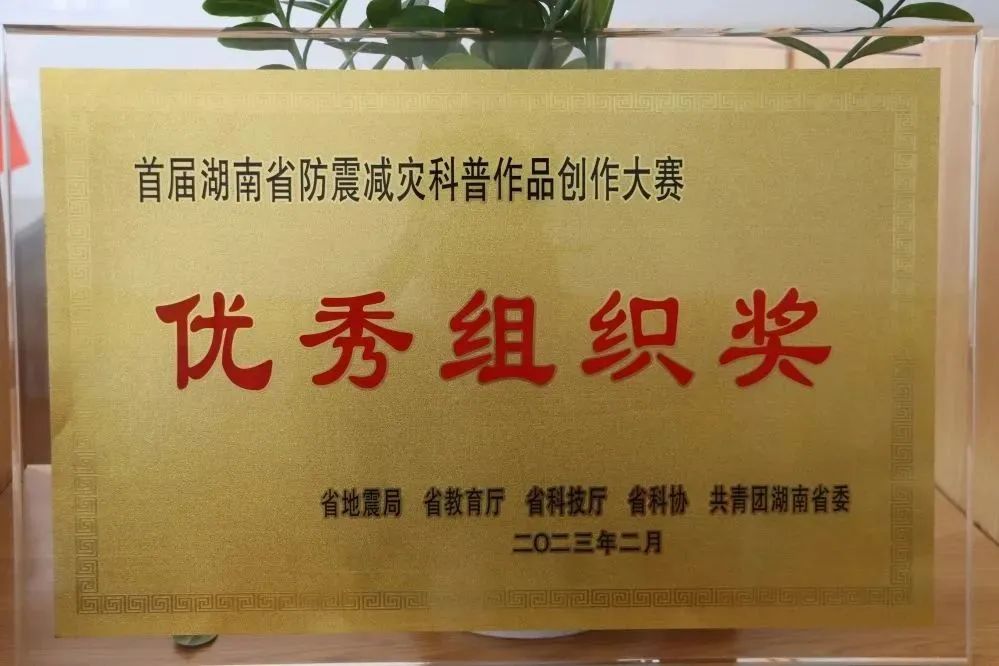 首届湖南省防震减灾科普作品创作大赛
优秀组织奖
省地震局 省教育厅 省科技厅 省科协 共青团湖南省委
二〇二三年二月